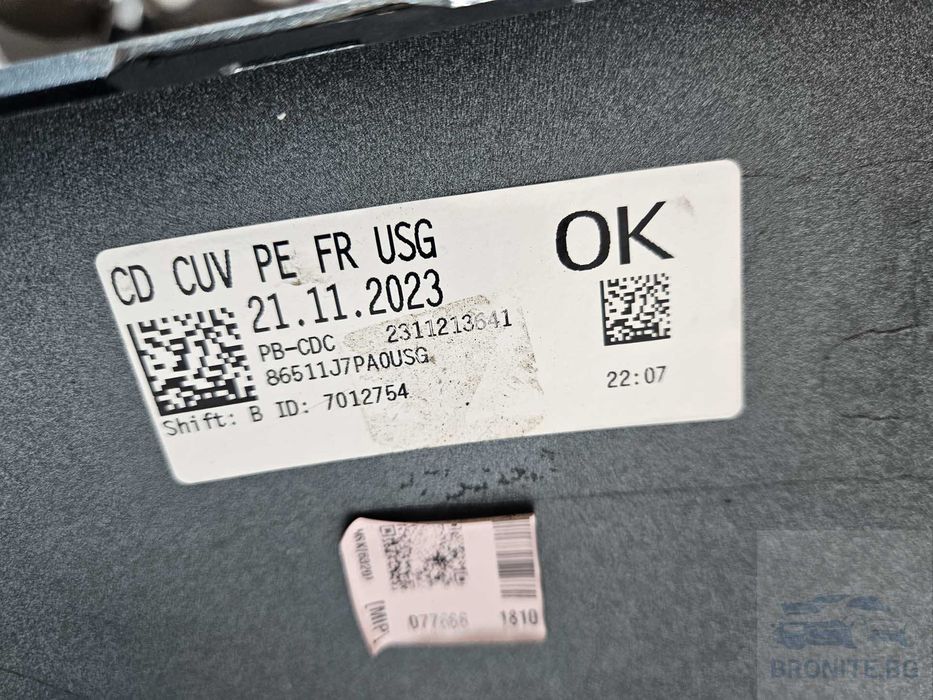 CD CUV PE FR USG
OK
21.11.2023
PB-CDC 2311213641
86511J7PA0USG
22:07
Shift: B ID: 7012754
[MIP]
077666 1810
BRONITE.BG